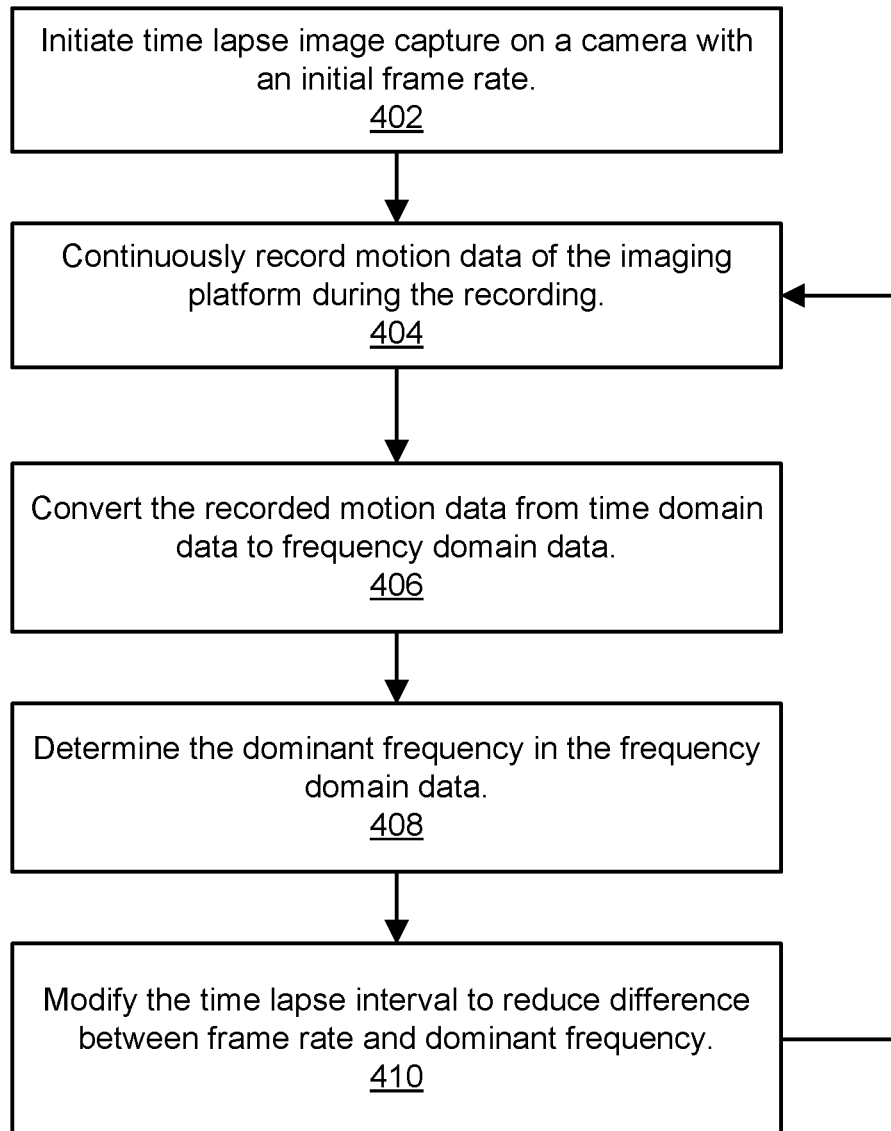 Initiate time lapse image capture on a camera with
an initial frame rate.
402
Continuously record motion data of the imaging
platform during the recording.
404
Convert the recorded motion data from time domain
data to frequency domain data.
406
Determine the dominant frequency in the frequency
domain data.
408
Modify the time lapse interval to reduce difference
between frame rate and dominant frequency.
410